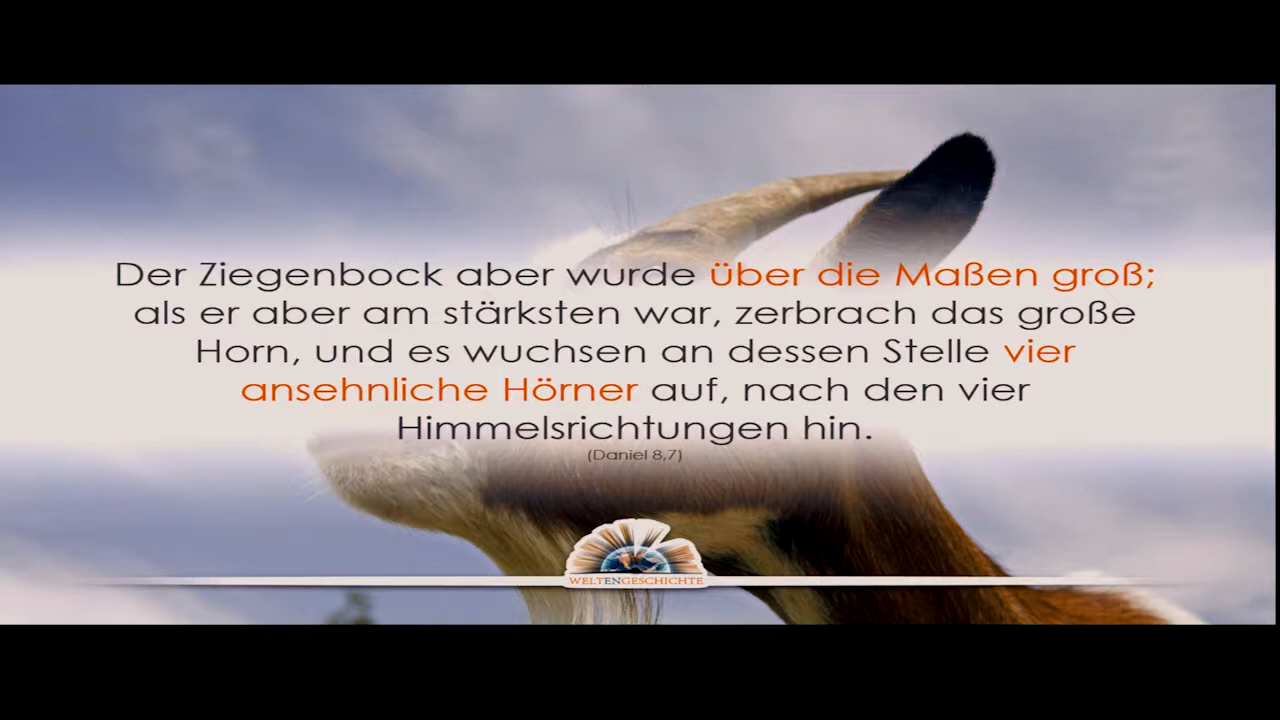 Der Ziegenbock aber wurde über die Maßen groß;
als er aber am stärksten war, zerbrach das große
Horn, und es wuchsen an dessen Stelle vier
ansehnliche Hörner auf, nach den vier
Himmelsrichtungen hin.
(Daniel 8,7)
WELTENGESCHICHTE